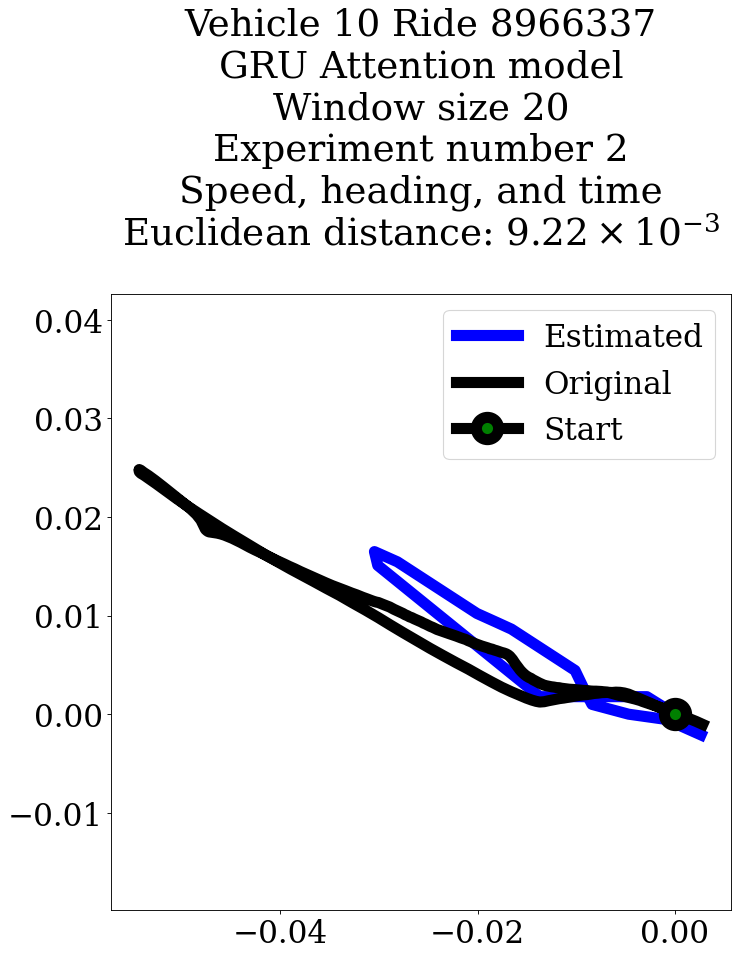 Vehicle 10 Ride 8966337
GRU Attention model
Window size 20
Experiment number 2
Speed, heading, and time
Euclidean distance: 9.22 × 10⁻³
Estimated
Original
Start
0.04
0.03
0.02
0.01
0.00
−0.01
−0.04
−0.02
0.00